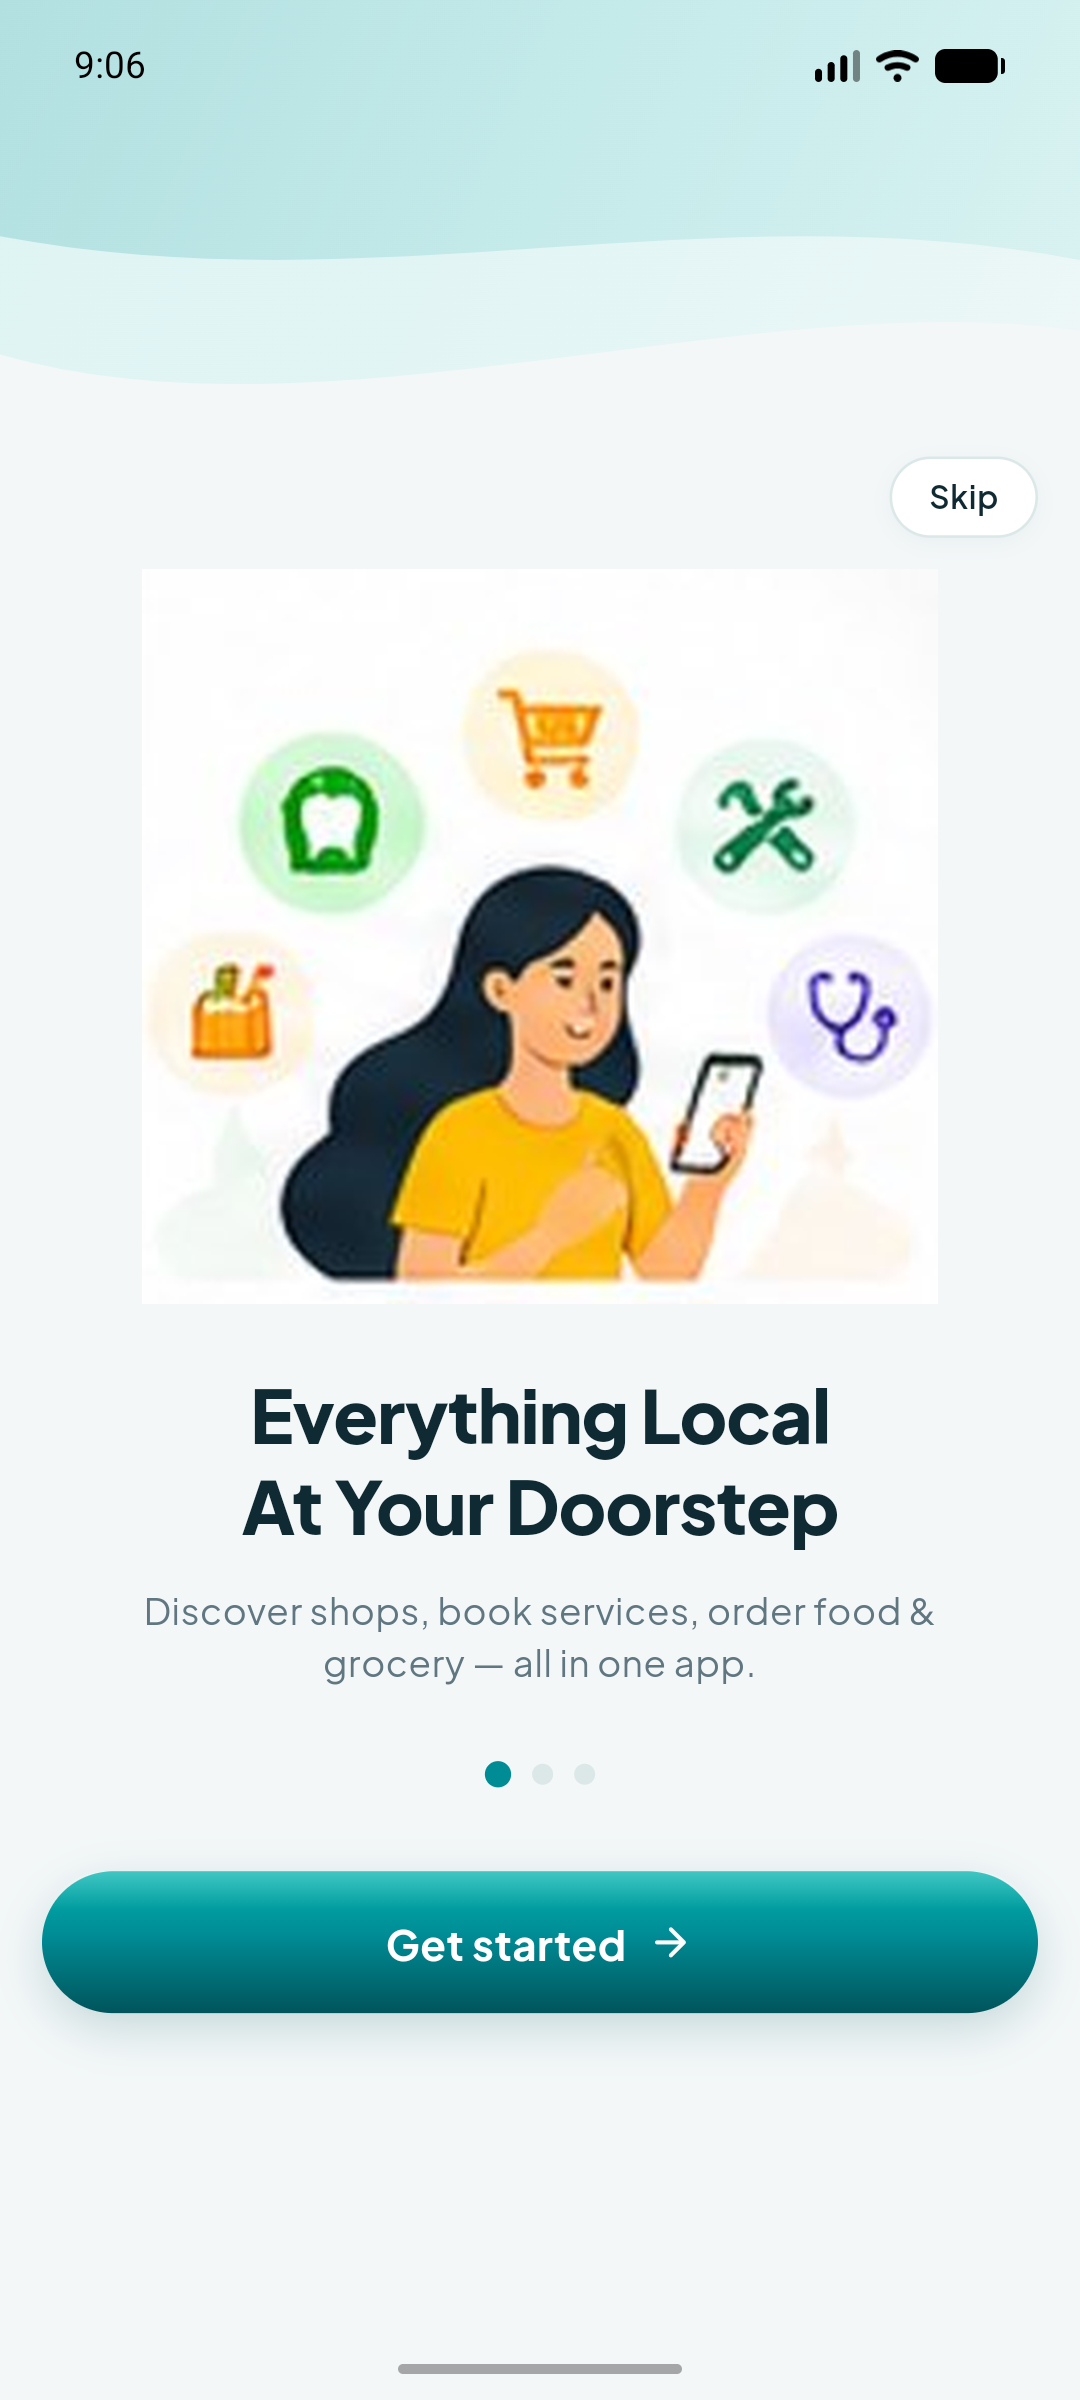 9:06
Skip
Everything Local
At Your Doorstep
Discover shops, book services, order food &
grocery — all in one app.
Get started →